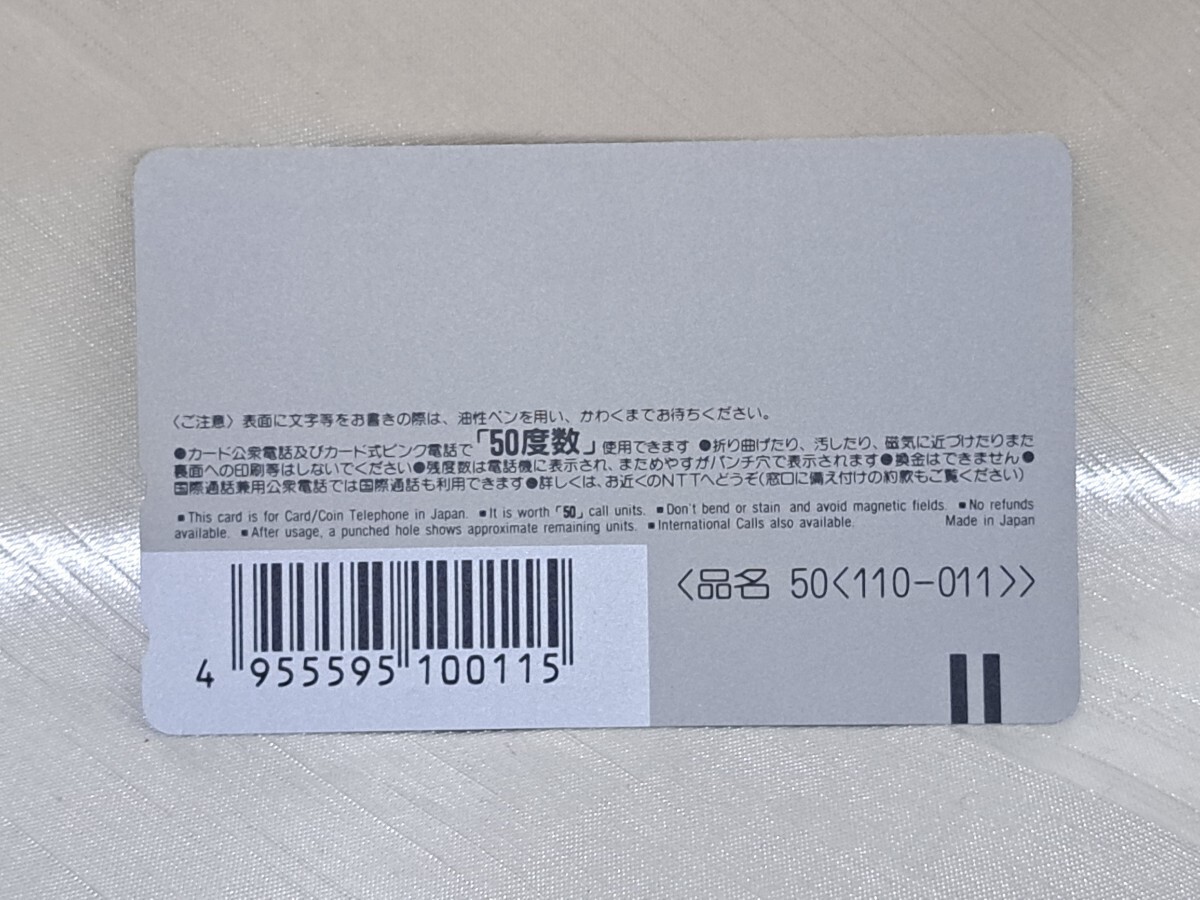 〈ご注意〉表面に文字等をお書きの際は、油性ペンを用い、かわくまでお待ちください。
●カード公衆電話及びカード式ピンク電話で「50度数」使用できます ●折り曲げたり、汚したり、磁気に近づけたりまた
裏面への印刷等はしないでください●残度数は電話機に表示され、まためやすがパンチ穴で表示されます●換金はできません●
国際通話兼用公衆電話では国際通話も利用できます●詳しくは、お近くのNTTへどうぞ(窓口に備え付けの約款もご覧ください)
■This card is for Card/Coin Telephone in Japan. ■It is worth「50」call units. ■Don't bend or stain and avoid magnetic fields. ■No refunds
available. ■After usage, a punched hole shows approximate remaining units. ■International Calls also available. Made in Japan
〈品名 50〈110-011〉〉
4 955595 100115